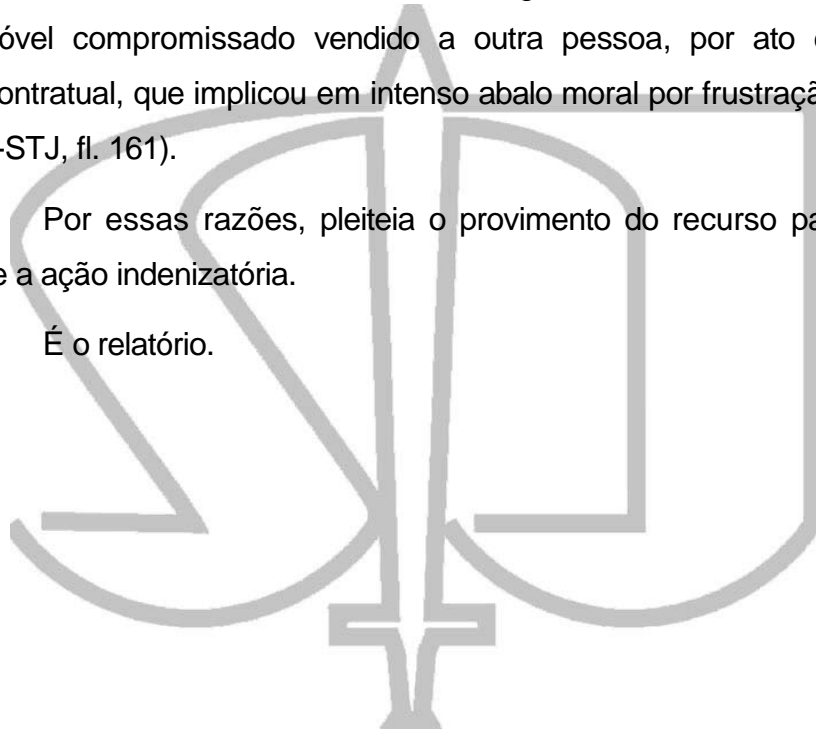 óvel compromissado vendido a outra pessoa, por ato
ontratual, que implicou em intenso abalo moral por frustraçã
-STJ, fl. 161).
Por essas razões, pleiteia o provimento do recurso pa
e a ação indenizatória.
É o relatório.